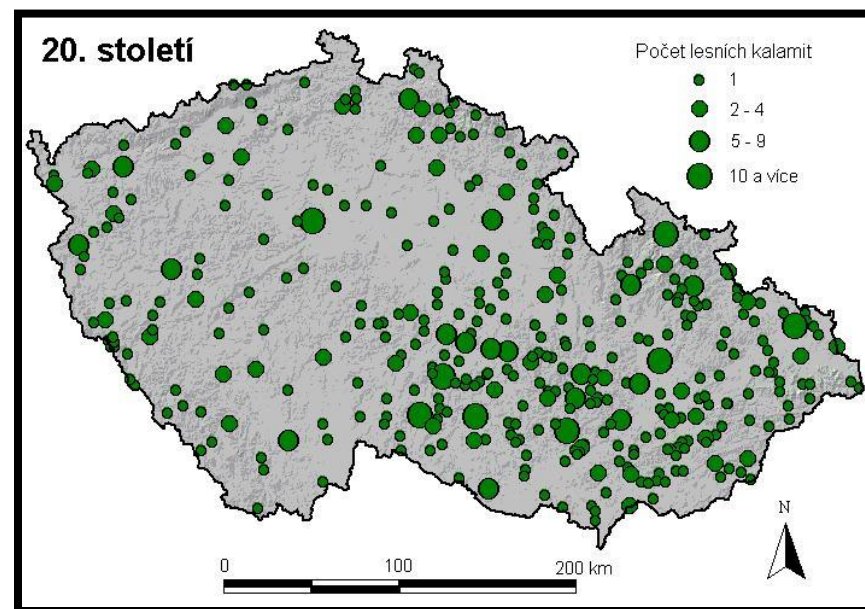 20. století
Počet lesních kalamit
1
2 - 4
5 - 9
10 a více
N
0 100 200 km